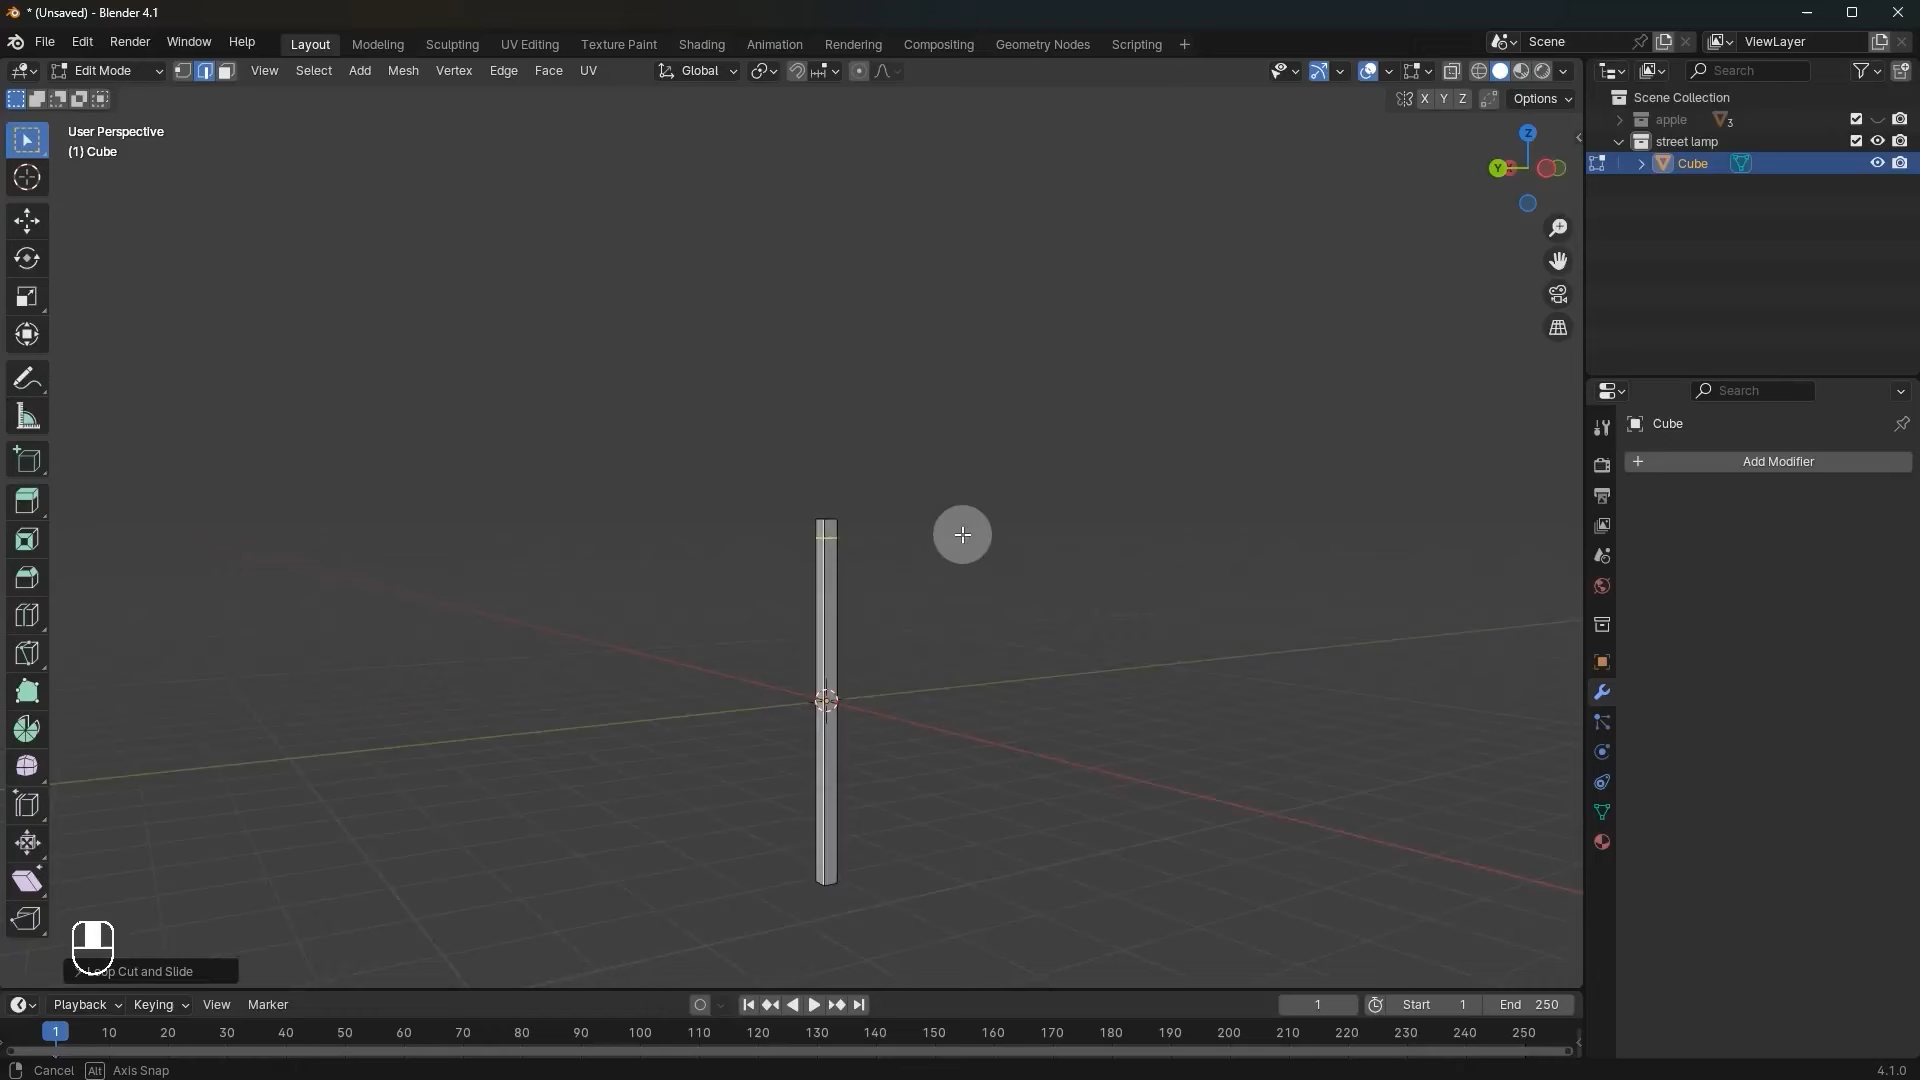 * (Unsaved) - Blender 4.1
File Edit Render Window Help
Layout Modeling Sculpting UV Editing Texture Paint Shading Animation Rendering Compositing Geometry Nodes Scripting +
Scene
ViewLayer
Edit Mode View Select Add Mesh Vertex Edge Face UV
Global
X Y Z
Options
Search
Scene Collection
apple 3
street lamp
Cube
User Perspective
(1) Cube
Z
Y
Search
Cube
+ Add Modifier
Loop Cut and Slide
Playback Keying View Marker
1
Start 1 End 250
1 10 20 30 40 50 60 70 80 90 100 110 120 130 140 150 160 170 180 190 200 210 220 230 240 250
Cancel Alt Axis Snap
4.1.0